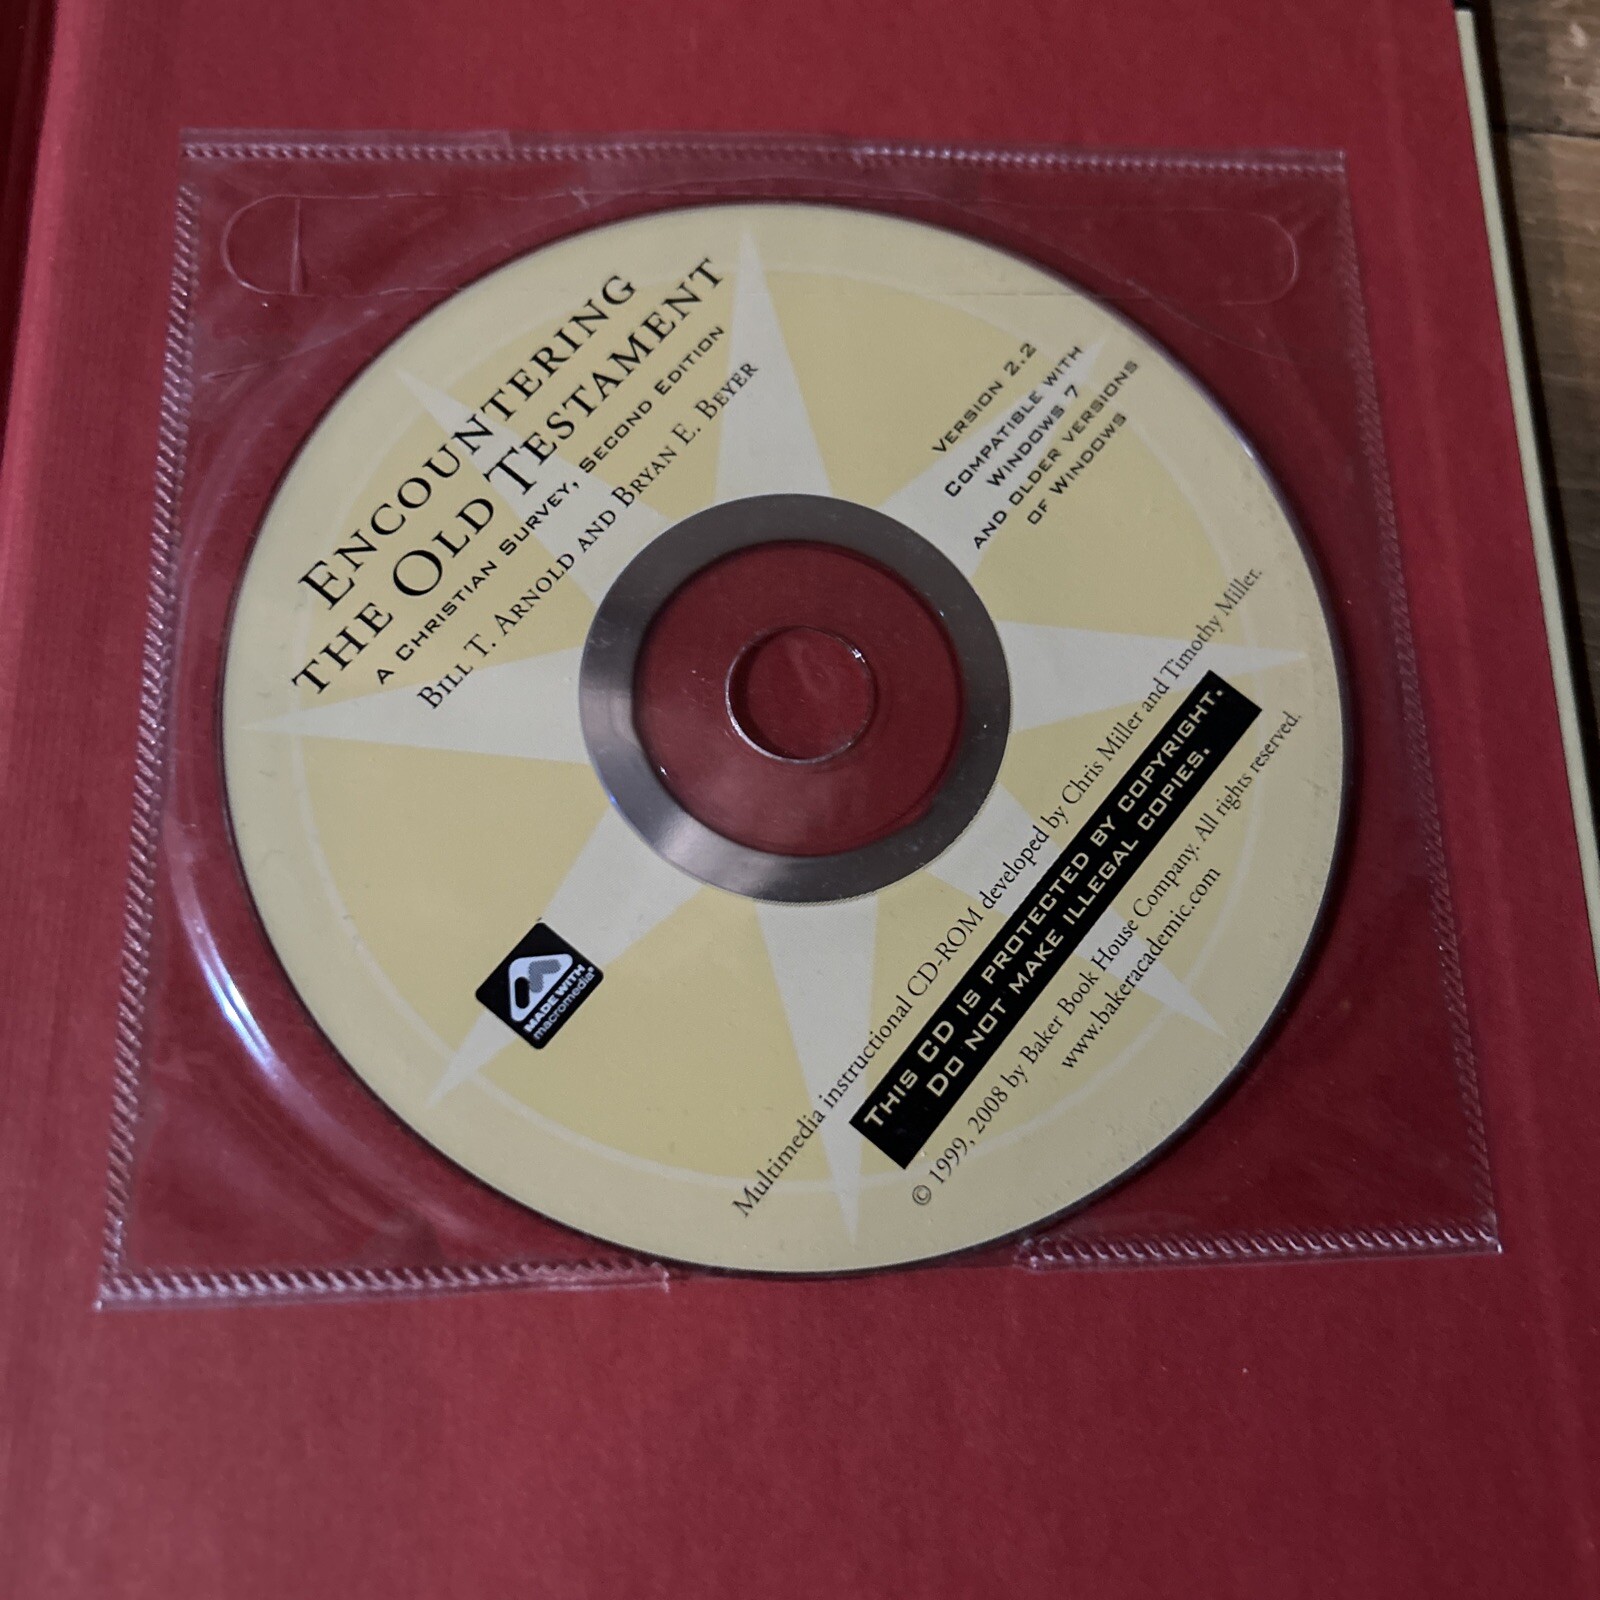 ENCOUNTERING
THE OLD TESTAMENT
A CHRISTIAN SURVEY, SECOND EDITION
BILL T. ARNOLD AND BRYAN E. BEYER
VERSION 2.2
COMPATIBLE WITH
WINDOWS 7
AND OLDER VERSIONS
OF WINDOWS
MADE WITH
macromedia®
Multimedia instructional CD-ROM developed by Chris Miller and Timothy Miller.
THIS CD IS PROTECTED BY COPYRIGHT.
DO NOT MAKE ILLEGAL COPIES.
© 1999, 2008 by Baker Book House Company. All rights reserved.
www.bakeracademic.com